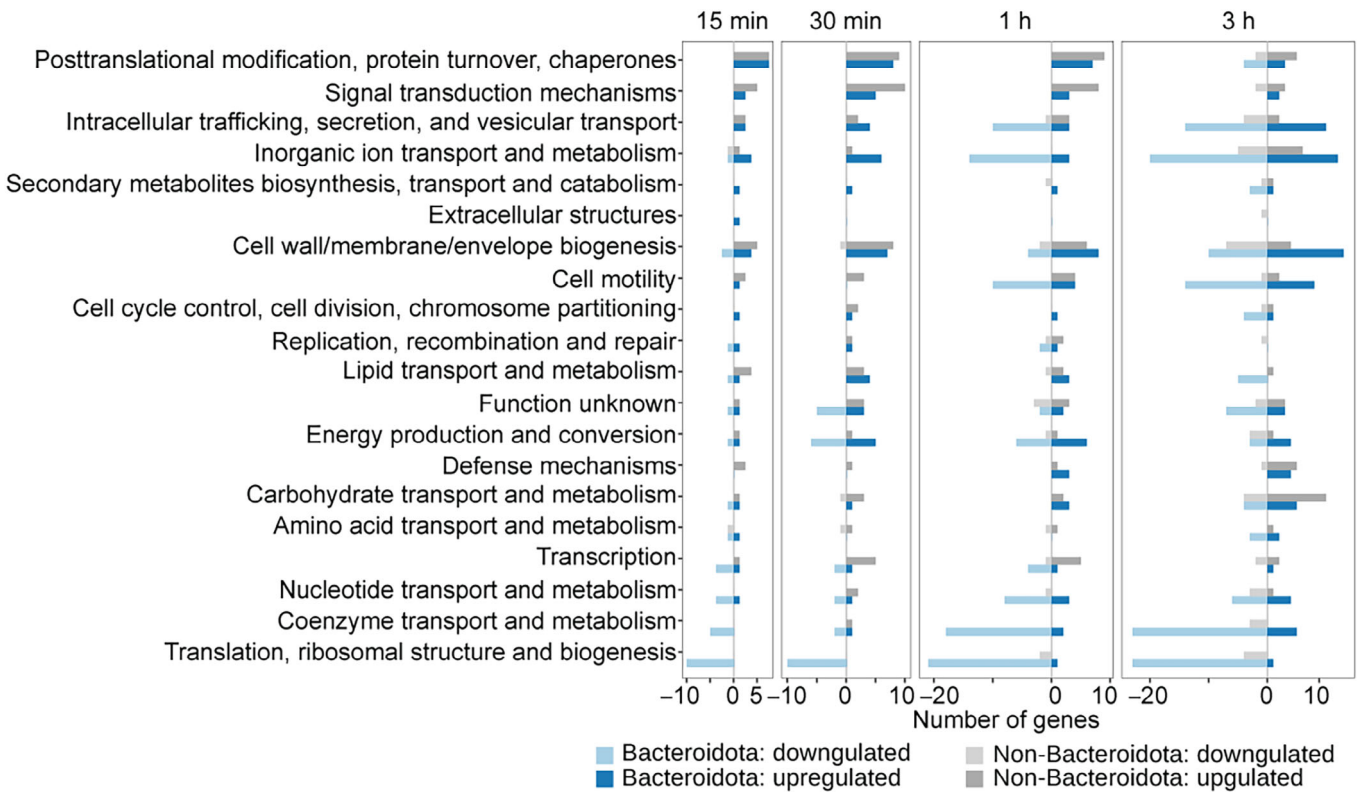 15 min 30 min 1 h 3 h
Posttranslational modification, protein turnover, chaperones
Signal transduction mechanisms
Intracellular trafficking, secretion, and vesicular transport
Inorganic ion transport and metabolism
Secondary metabolites biosynthesis, transport and catabolism
Extracellular structures
Cell wall/membrane/envelope biogenesis
Cell motility
Cell cycle control, cell division, chromosome partitioning
Replication, recombination and repair
Lipid transport and metabolism
Function unknown
Energy production and conversion
Defense mechanisms
Carbohydrate transport and metabolism
Amino acid transport and metabolism
Transcription
Nucleotide transport and metabolism
Coenzyme transport and metabolism
Translation, ribosomal structure and biogenesis
−10 0 5 −10 0 10 −20 0 10 −20 0 10
Number of genes
Bacteroidota: downgulated Non-Bacteroidota: downgulated
Bacteroidota: upregulated Non-Bacteroidota: upgulated